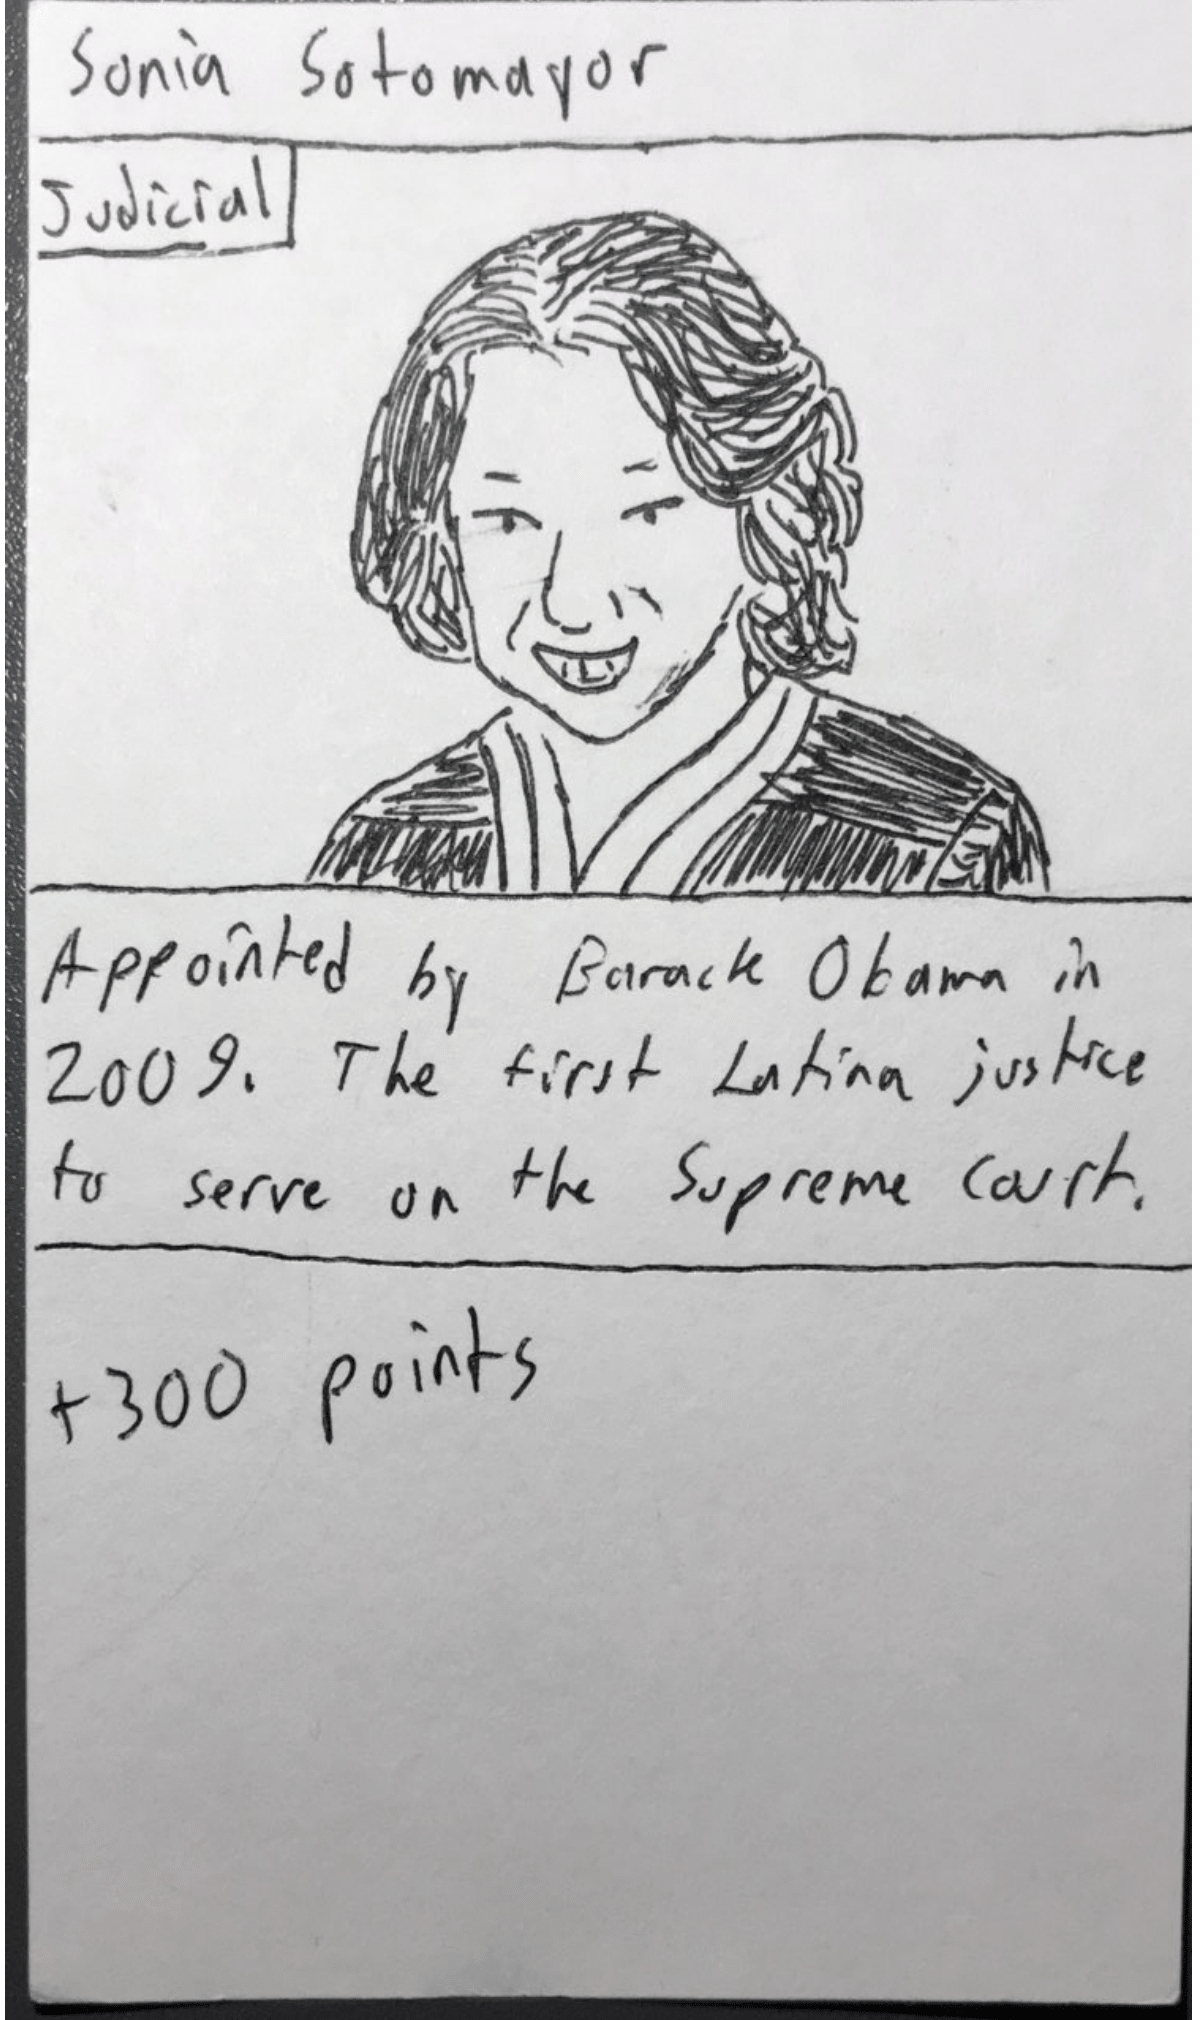 Sonia Sotomayor
Judicial
Appointed by Barack Obama in
2009. The first Latina justice
to serve on the Supreme Court.
+300 points